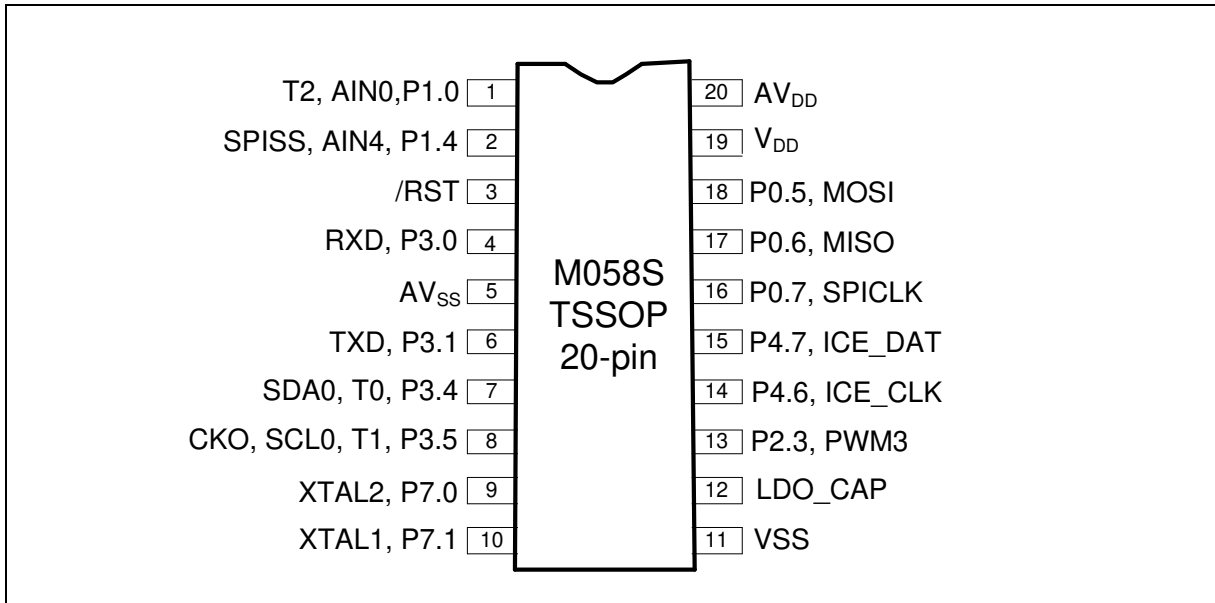 T2, AIN0,P1.0 1
SPISS, AIN4, P1.4 2
/RST 3
RXD, P3.0 4
AVSS 5
TXD, P3.1 6
SDA0, T0, P3.4 7
CKO, SCL0, T1, P3.5 8
XTAL2, P7.0 9
XTAL1, P7.1 10
M058S
TSSOP
20-pin
20 AVDD
19 VDD
18 P0.5, MOSI
17 P0.6, MISO
16 P0.7, SPICLK
15 P4.7, ICE_DAT
14 P4.6, ICE_CLK
13 P2.3, PWM3
12 LDO_CAP
11 VSS